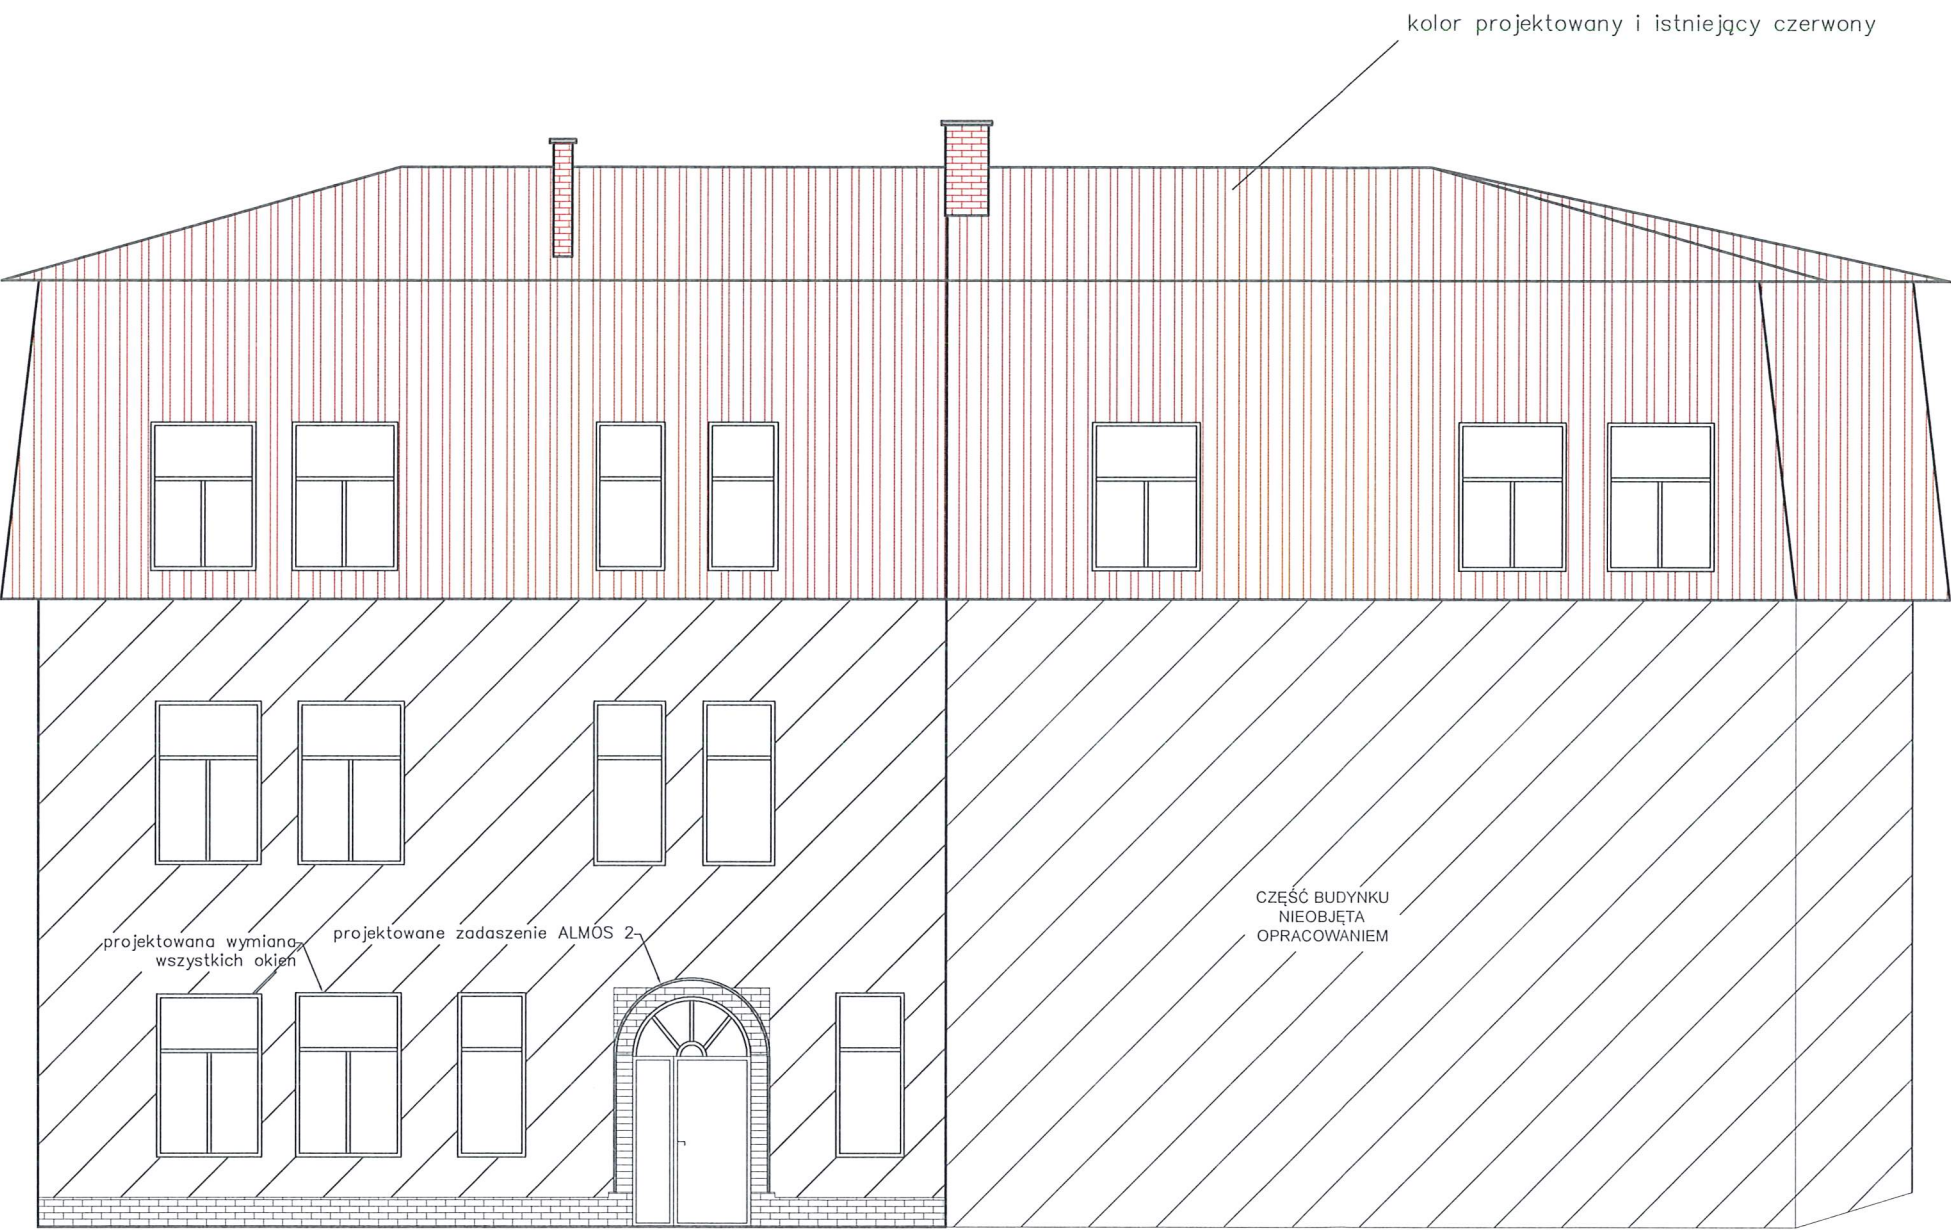 kolor projektowany i istniejący czerwony
CZĘŚĆ BUDYNKU
NIEOBJĘTA
OPRACOWANIEM
projektowana wymiana
wszystkich okien
projektowane zadaszenie ALMOS 2